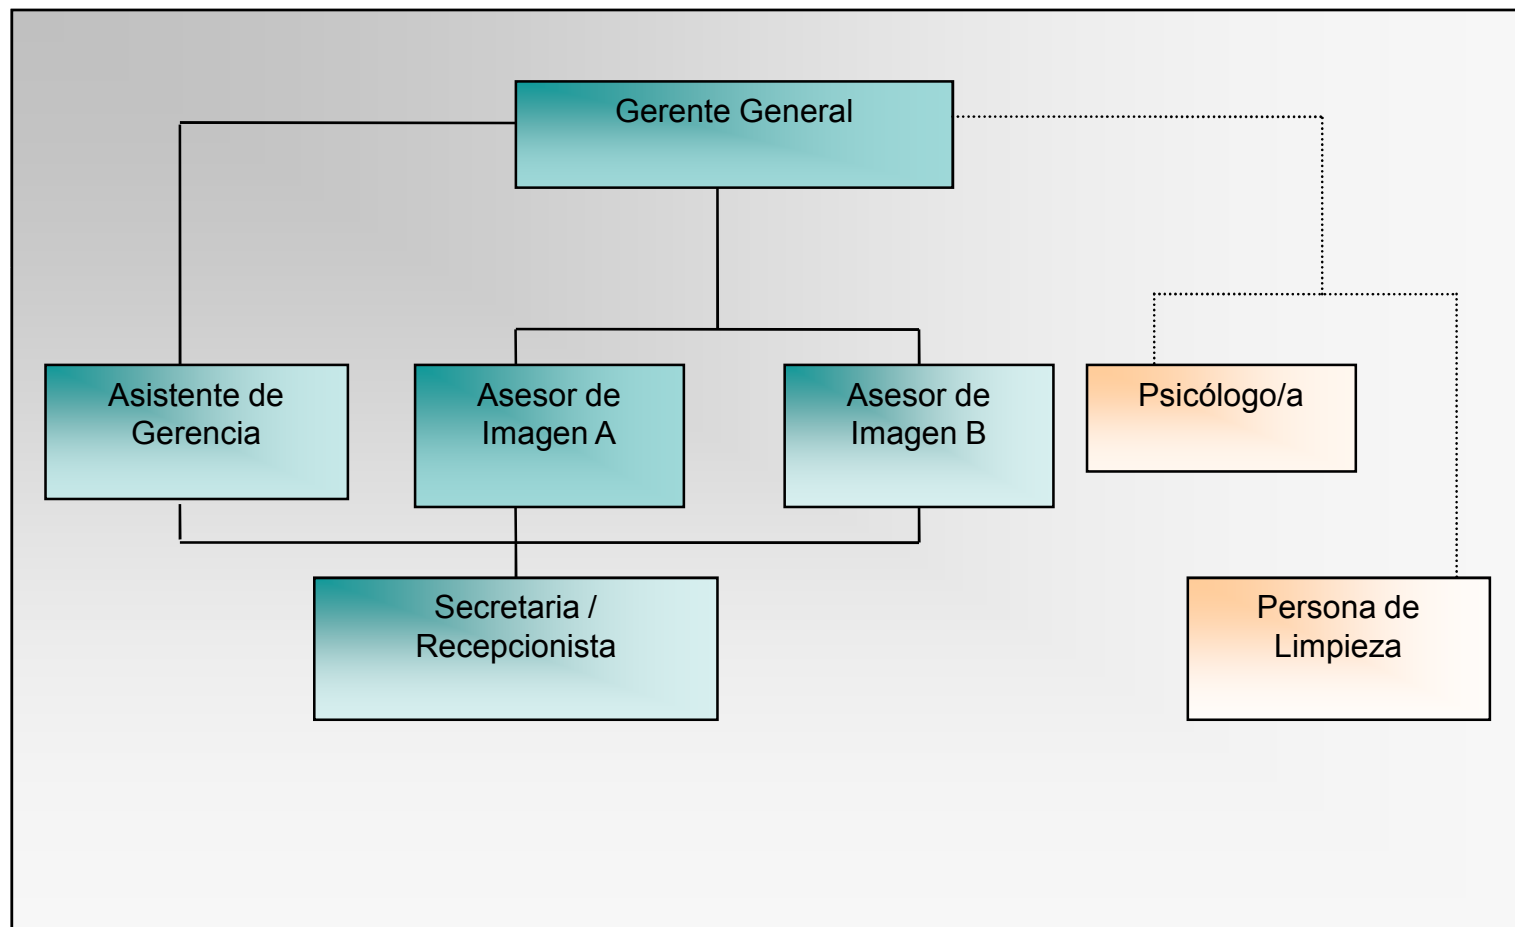 Gerente General
Asistente de
Gerencia
Asesor de
Imagen A
Asesor de
Imagen B
Psicólogo/a
Secretaria /
Recepcionista
Persona de
Limpieza